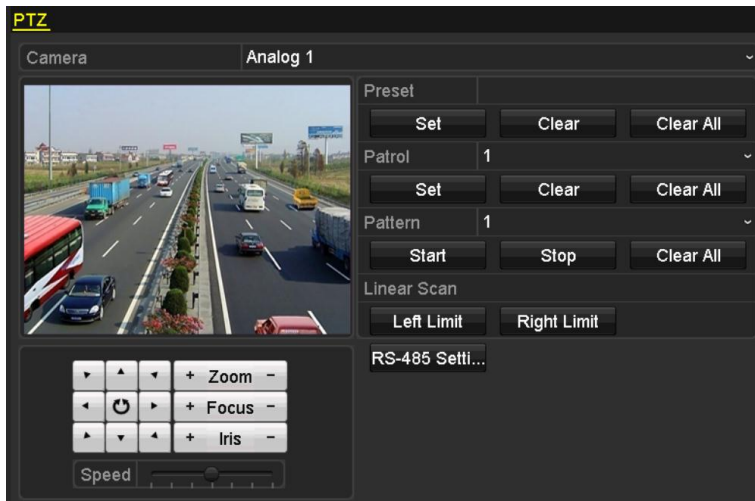 PTZ
Camera Analog 1
Preset
Set Clear Clear All
Patrol 1
Set Clear Clear All
Pattern 1
Start Stop Clear All
Linear Scan
Left Limit Right Limit
RS-485 Setti...
+ Zoom -
+ Focus -
+ Iris -
Speed